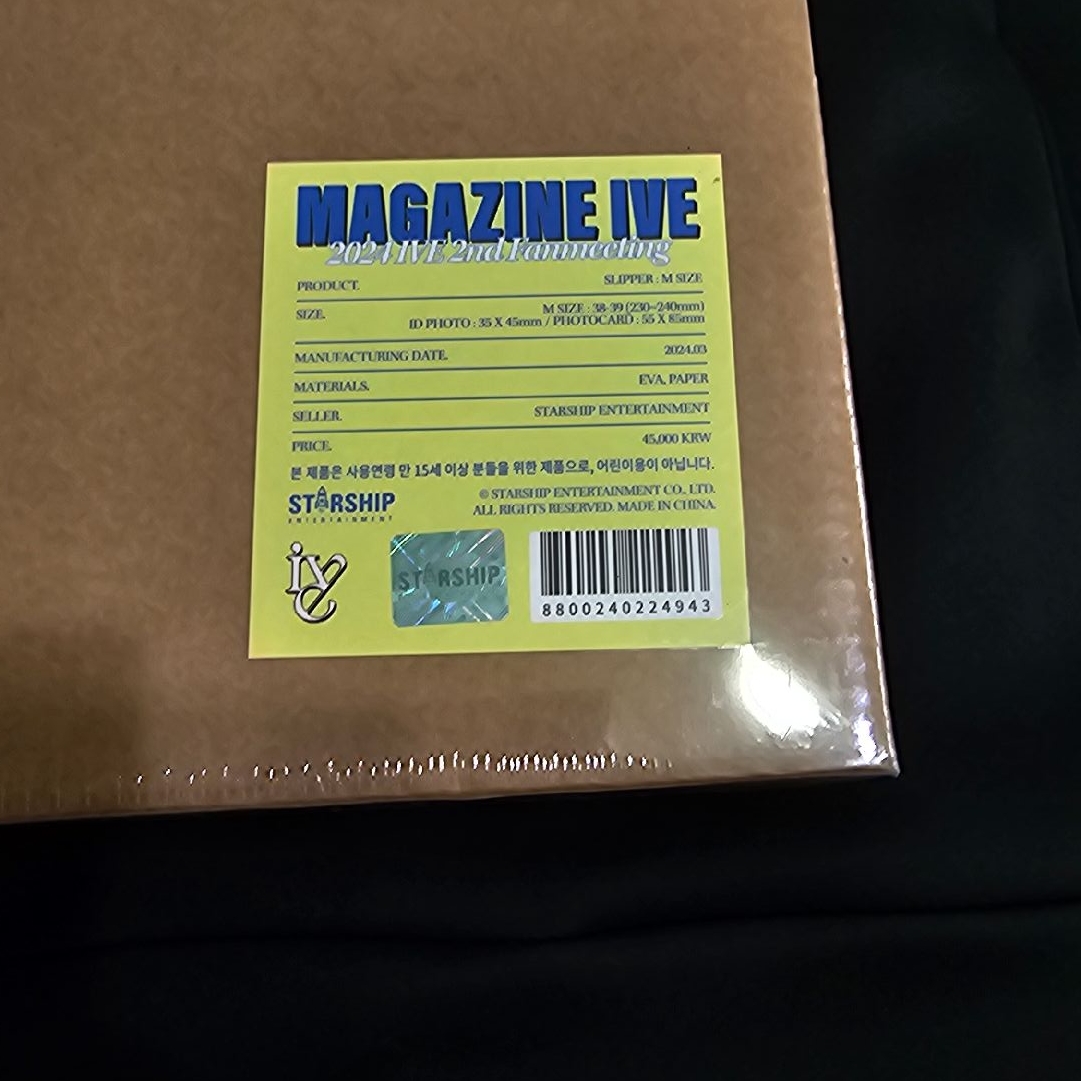 MAGAZINE IVE
2024 IVE 2nd Fanmeeting
PRODUCT. SLIPPER : M SIZE
SIZE. M SIZE : 38-39 (230~240mm)
ID PHOTO : 35 X 45mm / PHOTOCARD : 55 X 85mm
MANUFACTURING DATE. 2024.03
MATERIALS. EVA, PAPER
SELLER. STARSHIP ENTERTAINMENT
PRICE. 45,000 KRW
본 제품은 사용연령 만 15세 이상 분들을 위한 제품으로, 어린이용이 아닙니다.
STARSHIP
ENTERTAINMENT
© STARSHIP ENTERTAINMENT CO., LTD.
ALL RIGHTS RESERVED. MADE IN CHINA.
ive
STARSHIP
8800240224943